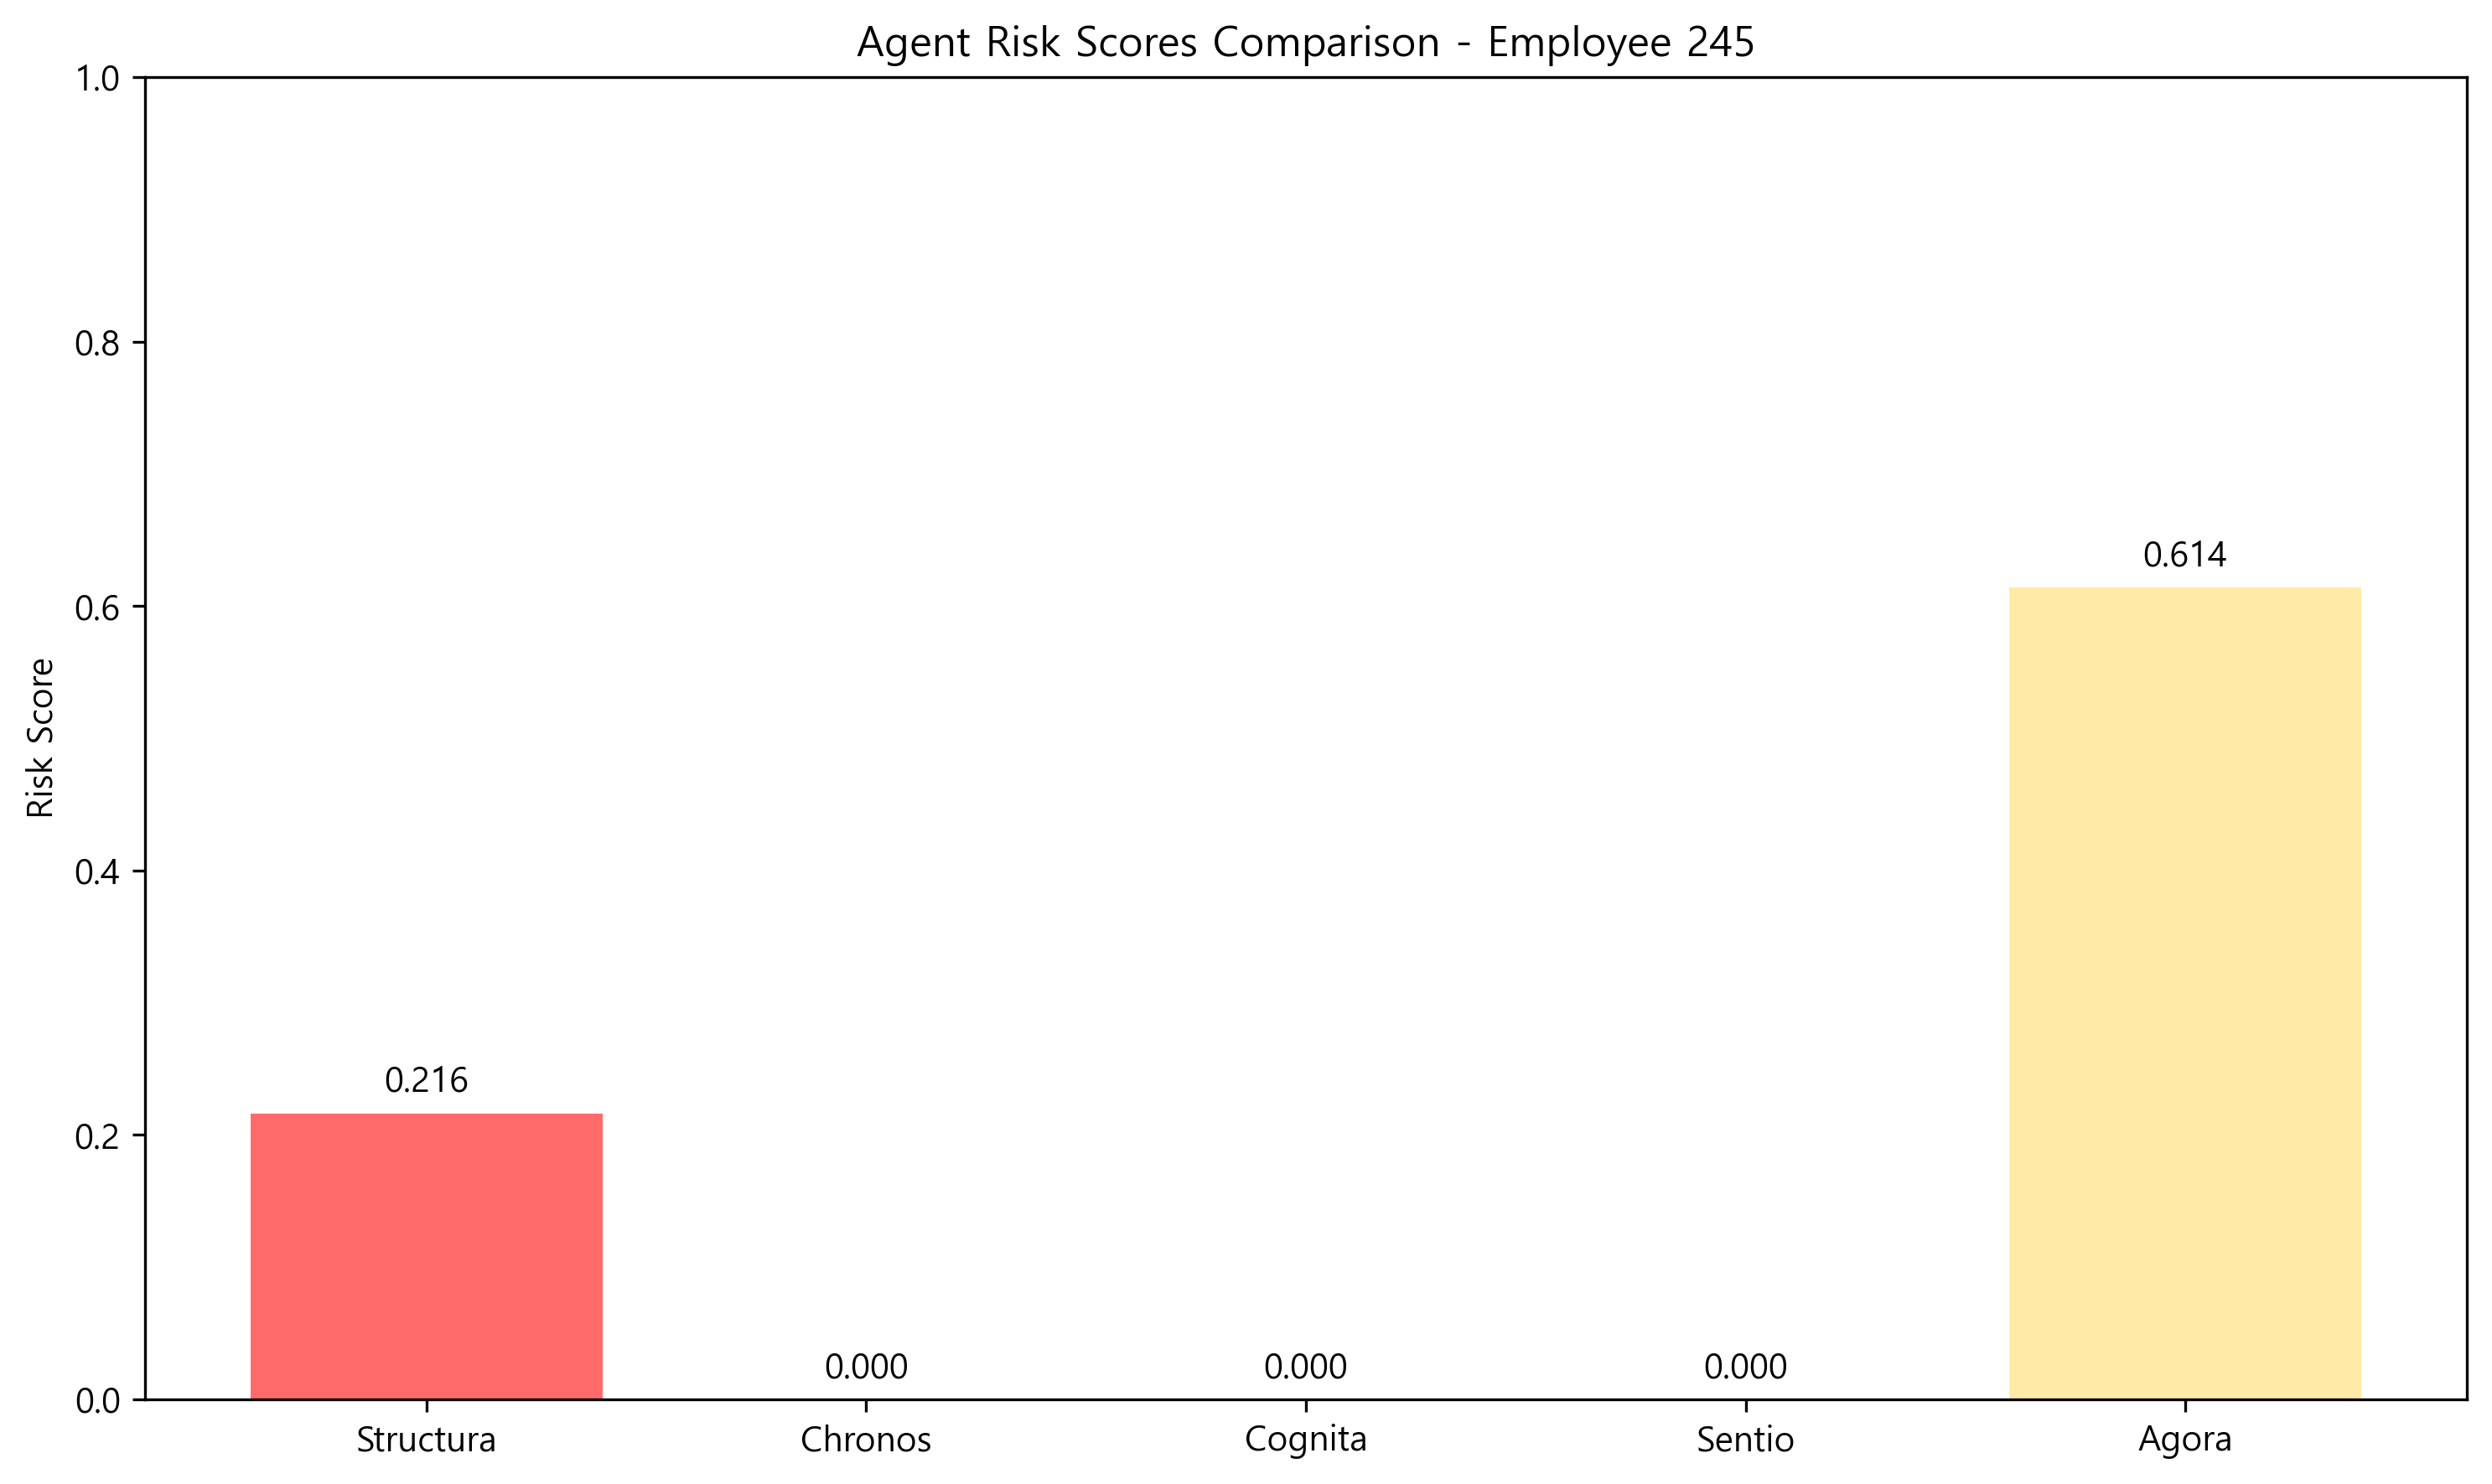 Agent Risk Scores Comparison - Employee 245
Risk Score
1.0
0.8
0.6
0.4
0.2
0.0
0.216
0.000
0.000
0.000
0.614
Structura
Chronos
Cognita
Sentio
Agora